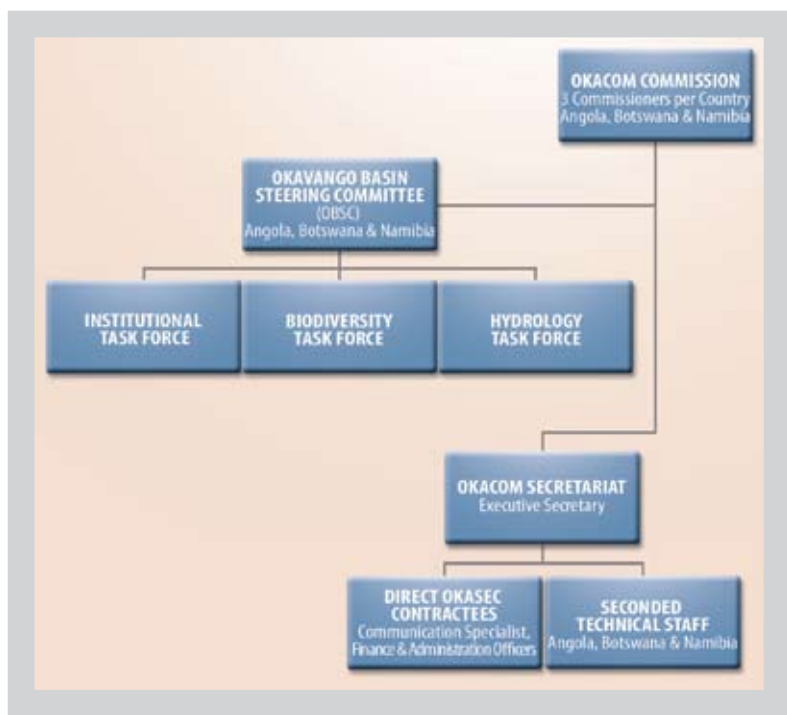 OKACOM COMMISSION
3 Commissioners per Country
Angola, Botswana & Namibia
OKAVANGO BASIN
STEERING COMMITTEE
(OBSC)
Angola, Botswana & Namibia
INSTITUTIONAL
TASK FORCE
BIODIVERSITY
TASK FORCE
HYDROLOGY
TASK FORCE
OKACOM SECRETARIAT
Executive Secretary
DIRECT OKASEC
CONTRACTEES
Communication Specialist,
Finance & Administration Officers
SECONDED
TECHNICAL STAFF
Angola, Botswana & Namibia